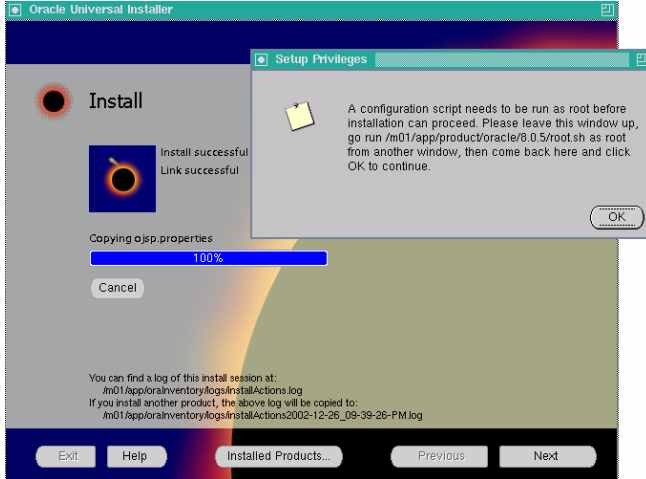 Oracle Universal Installer
Setup Privileges
A configuration script needs to be run as root before
installation can proceed. Please leave this window up,
go run /m01/app/product/oracle/8.0.5/root.sh as root
from another window, then come back here and click
OK to continue.
OK
Install
Install successful
Link successful
Copying ojsp.properties
100%
Cancel
You can find a log of this install session at:
/m01/app/oraInventory/logs/installActions.log
If you install another product, the above log will be copied to:
/m01/app/oraInventory/logs/installActions2002-12-26_09-39-26-PM.log
Exit
Help
Installed Products...
Previous
Next